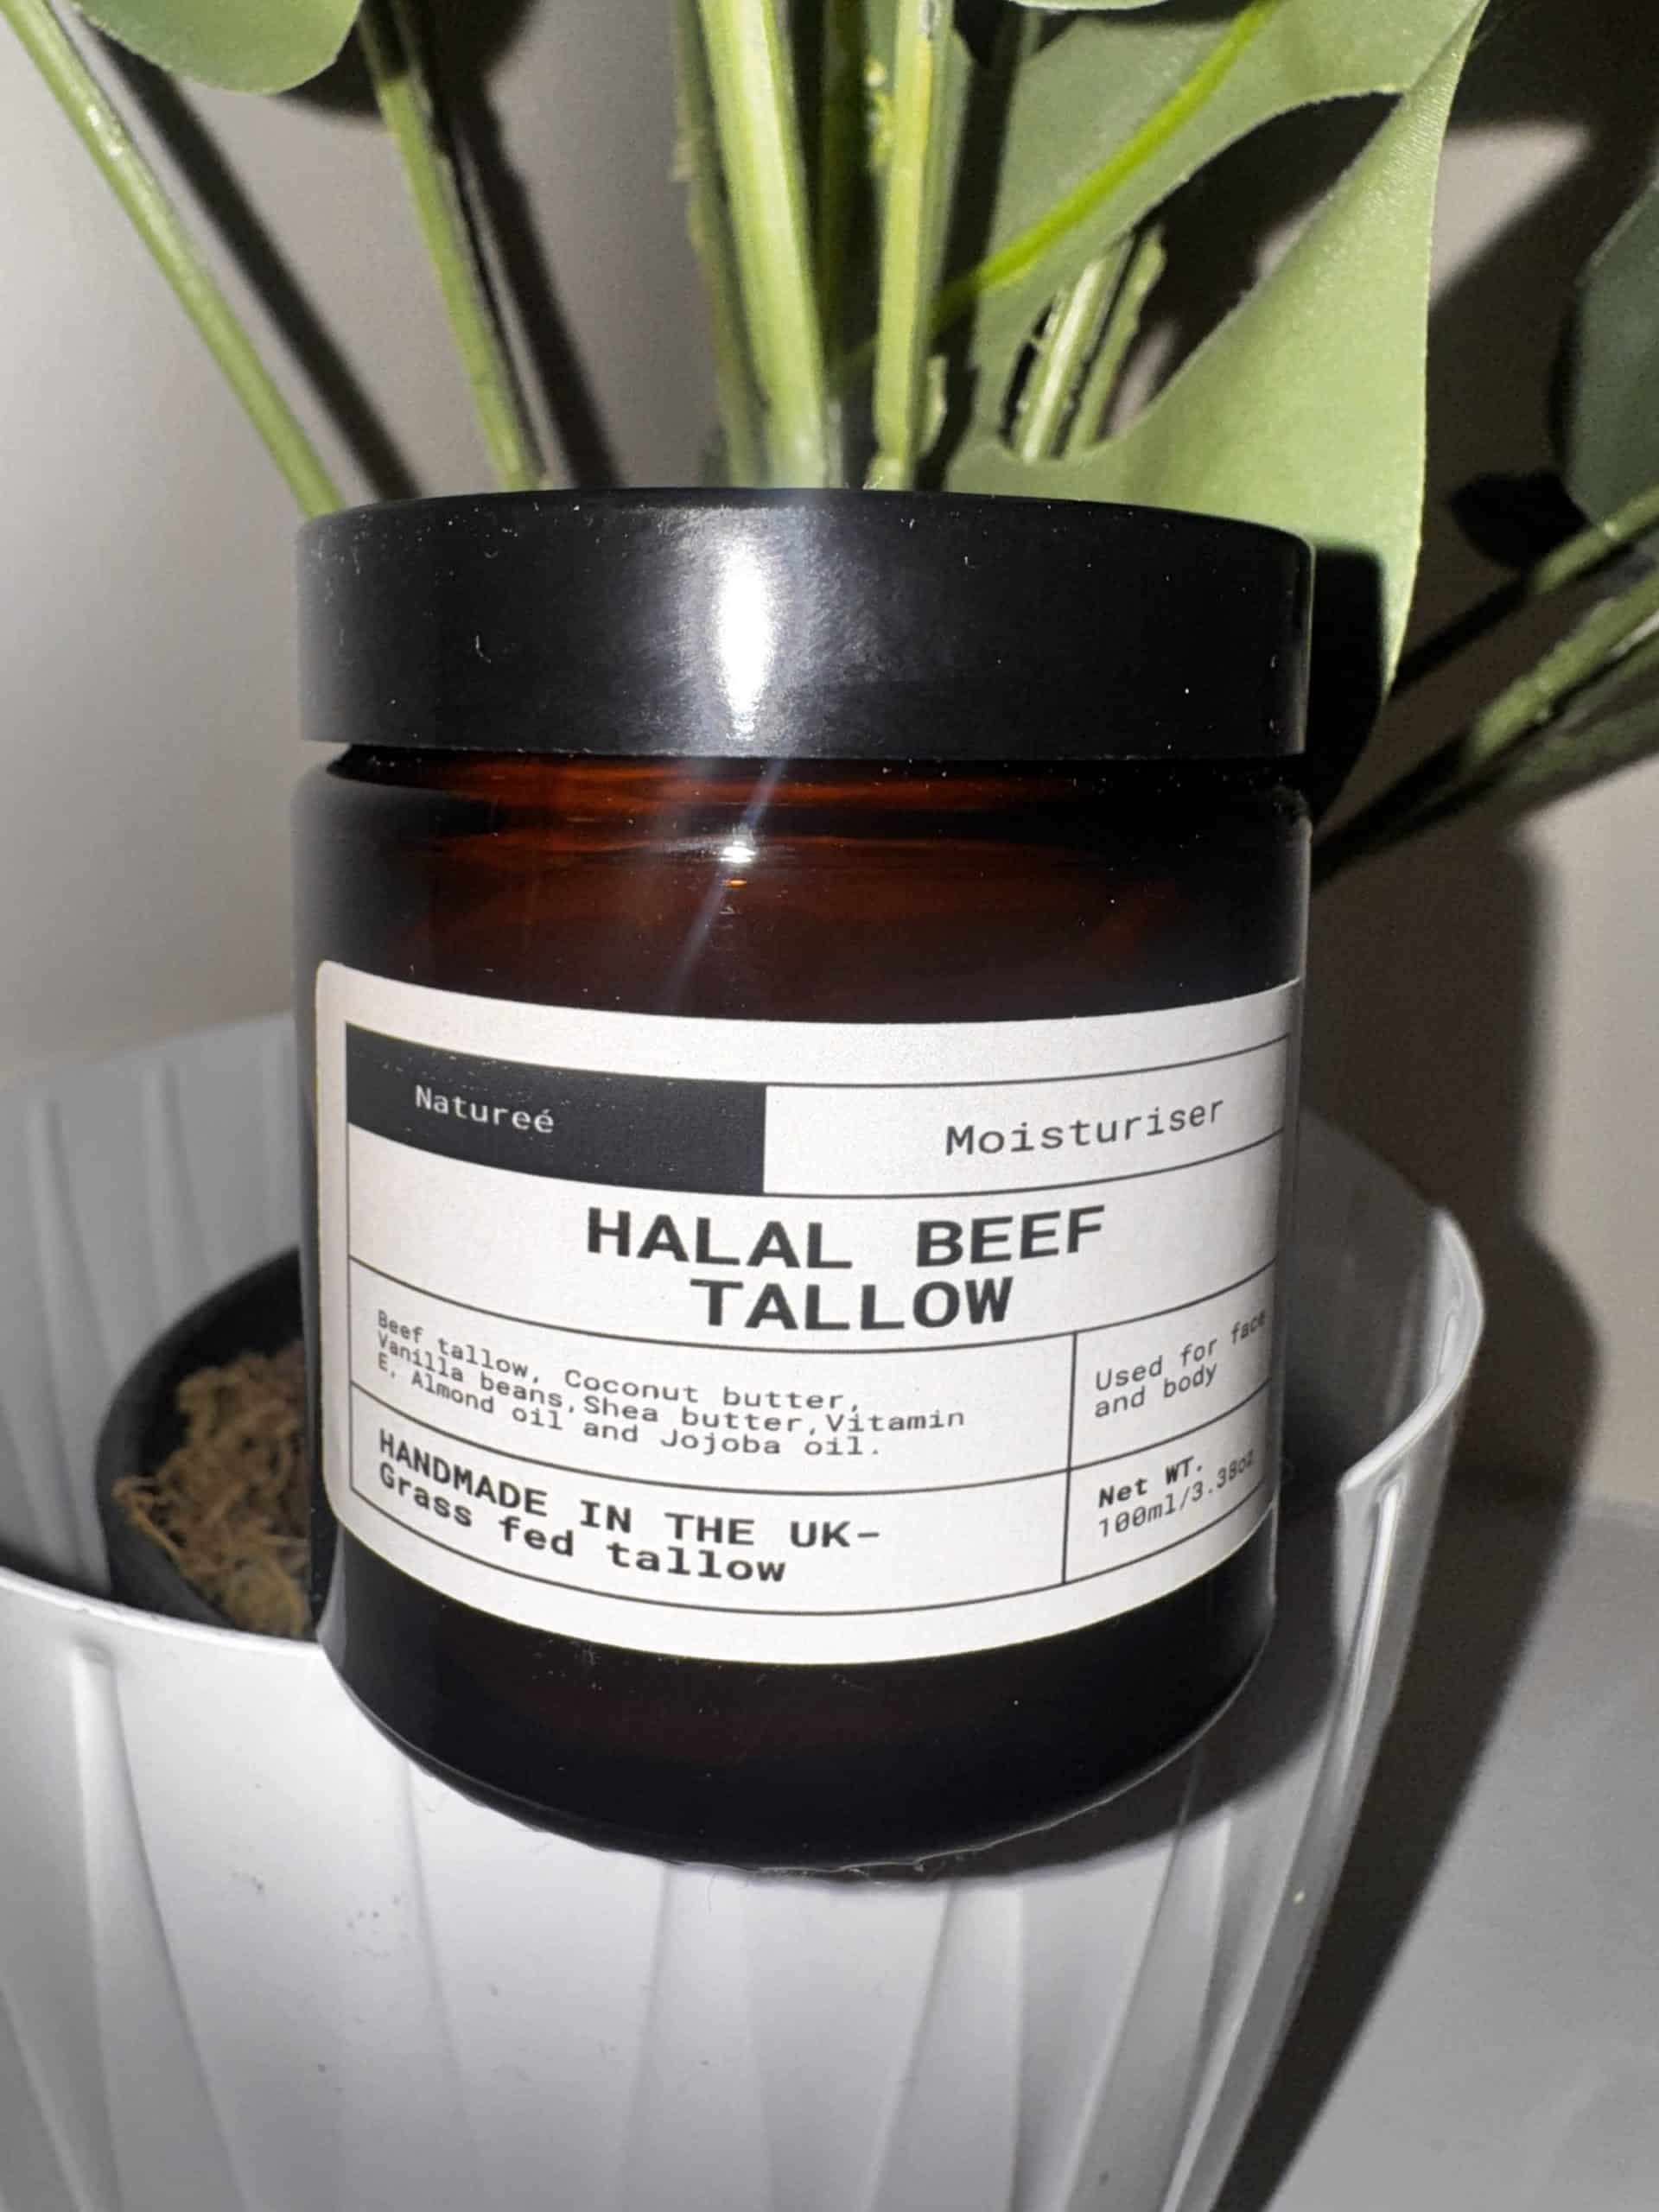 Natureé
Moisturiser
HALAL BEEF
TALLOW
Beef tallow, Coconut butter,
Vanilla beans,Shea butter,Vitamin
E, Almond oil and Jojoba oil.
Used for face
and body
HANDMADE IN THE UK-
Grass fed tallow
Net WT.
100ml/3.38oz